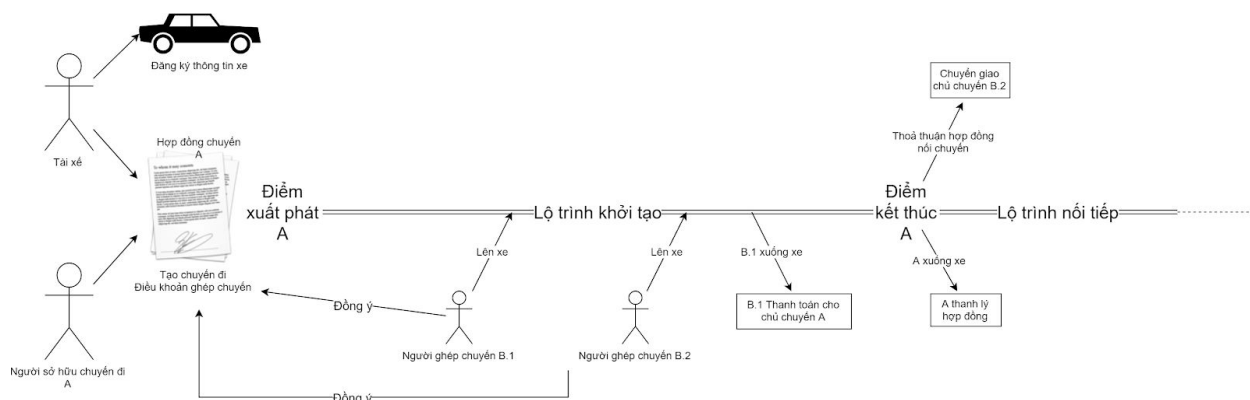 Đăng ký thông tin xe
Tài xế
Hợp đồng chuyến
A
Tạo chuyến đi
Điều khoản ghép chuyến
Người sở hữu chuyến đi
A
Điểm
xuất phát
A
Lộ trình khởi tạo
Lên xe
Đồng ý
Người ghép chuyến B.1
Lên xe
Người ghép chuyến B.2
Đồng ý
B.1 xuống xe
B.1 Thanh toán cho
chủ chuyến A
Chuyển giao
chủ chuyến B.2
Thoả thuận hợp đồng
nối chuyến
Điểm
kết thúc
A
Lộ trình nối tiếp
A xuống xe
A thanh lý
hợp đồng